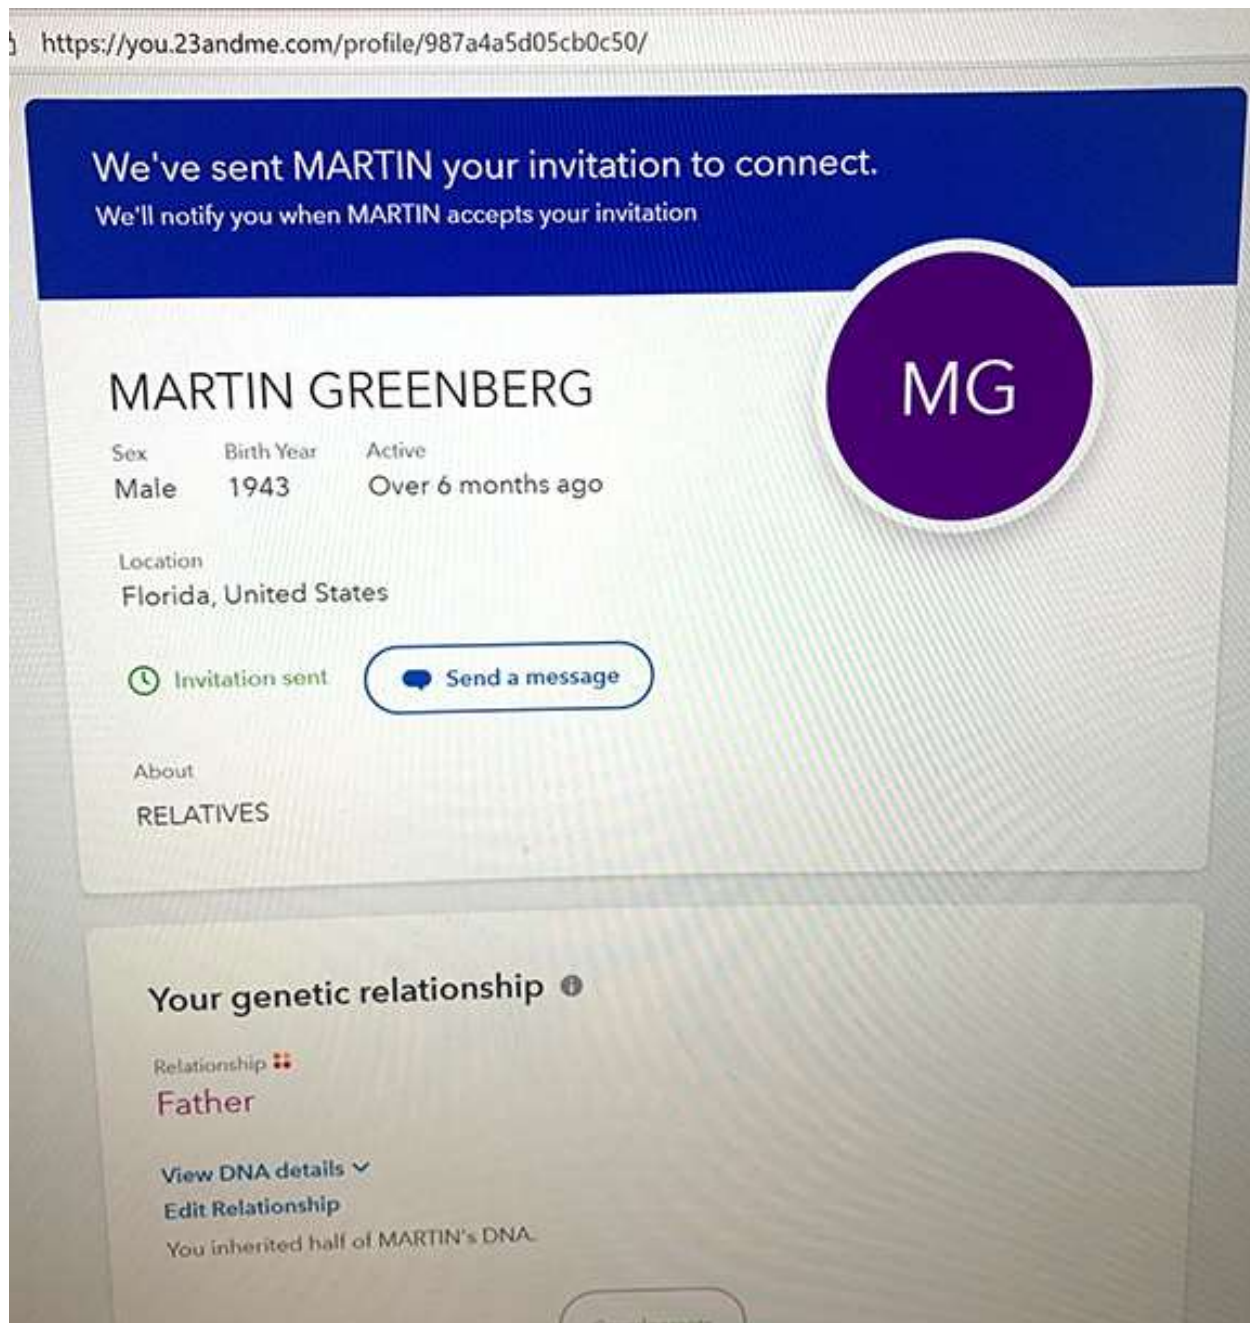 https://you.23andme.com/profile/987a4a5d05cb0c50/
We've sent MARTIN your invitation to connect.
We'll notify you when MARTIN accepts your invitation
MARTIN GREENBERG
MG
Sex Birth Year Active
Male 1943 Over 6 months ago
Location
Florida, United States
Invitation sent Send a message
About
RELATIVES
Your genetic relationship
Relationship
Father
View DNA details
Edit Relationship
You inherited half of MARTIN's DNA.